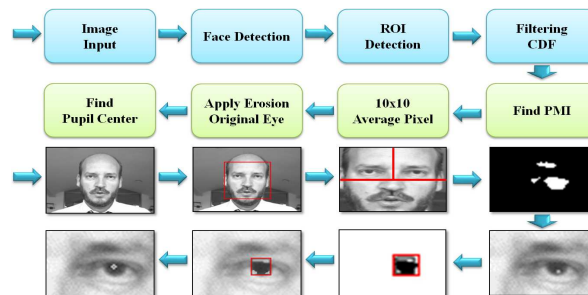 Image
Input
Face Detection
ROI
Detection
Filtering
CDF
Find
Pupil Center
Apply Erosion
Original Eye
10x10
Average Pixel
Find PMI